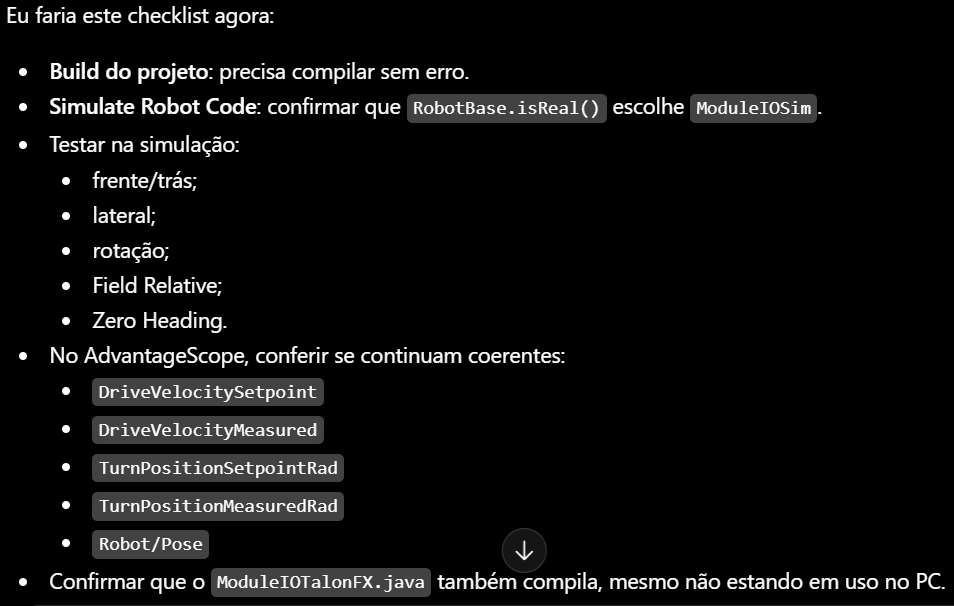 Eu faria este checklist agora:
Build do projeto: precisa compilar sem erro.
Simulate Robot Code: confirmar que RobotBase.isReal() escolhe ModuleIOSim.
Testar na simulação:
frente/trás;
lateral;
rotação;
Field Relative;
Zero Heading.
No AdvantageScope, conferir se continuam coerentes:
DriveVelocitySetpoint
DriveVelocityMeasured
TurnPositionSetpointRad
TurnPositionMeasuredRad
Robot/Pose
Confirmar que o ModuleIOTalonFX.java também compila, mesmo não estando em uso no PC.